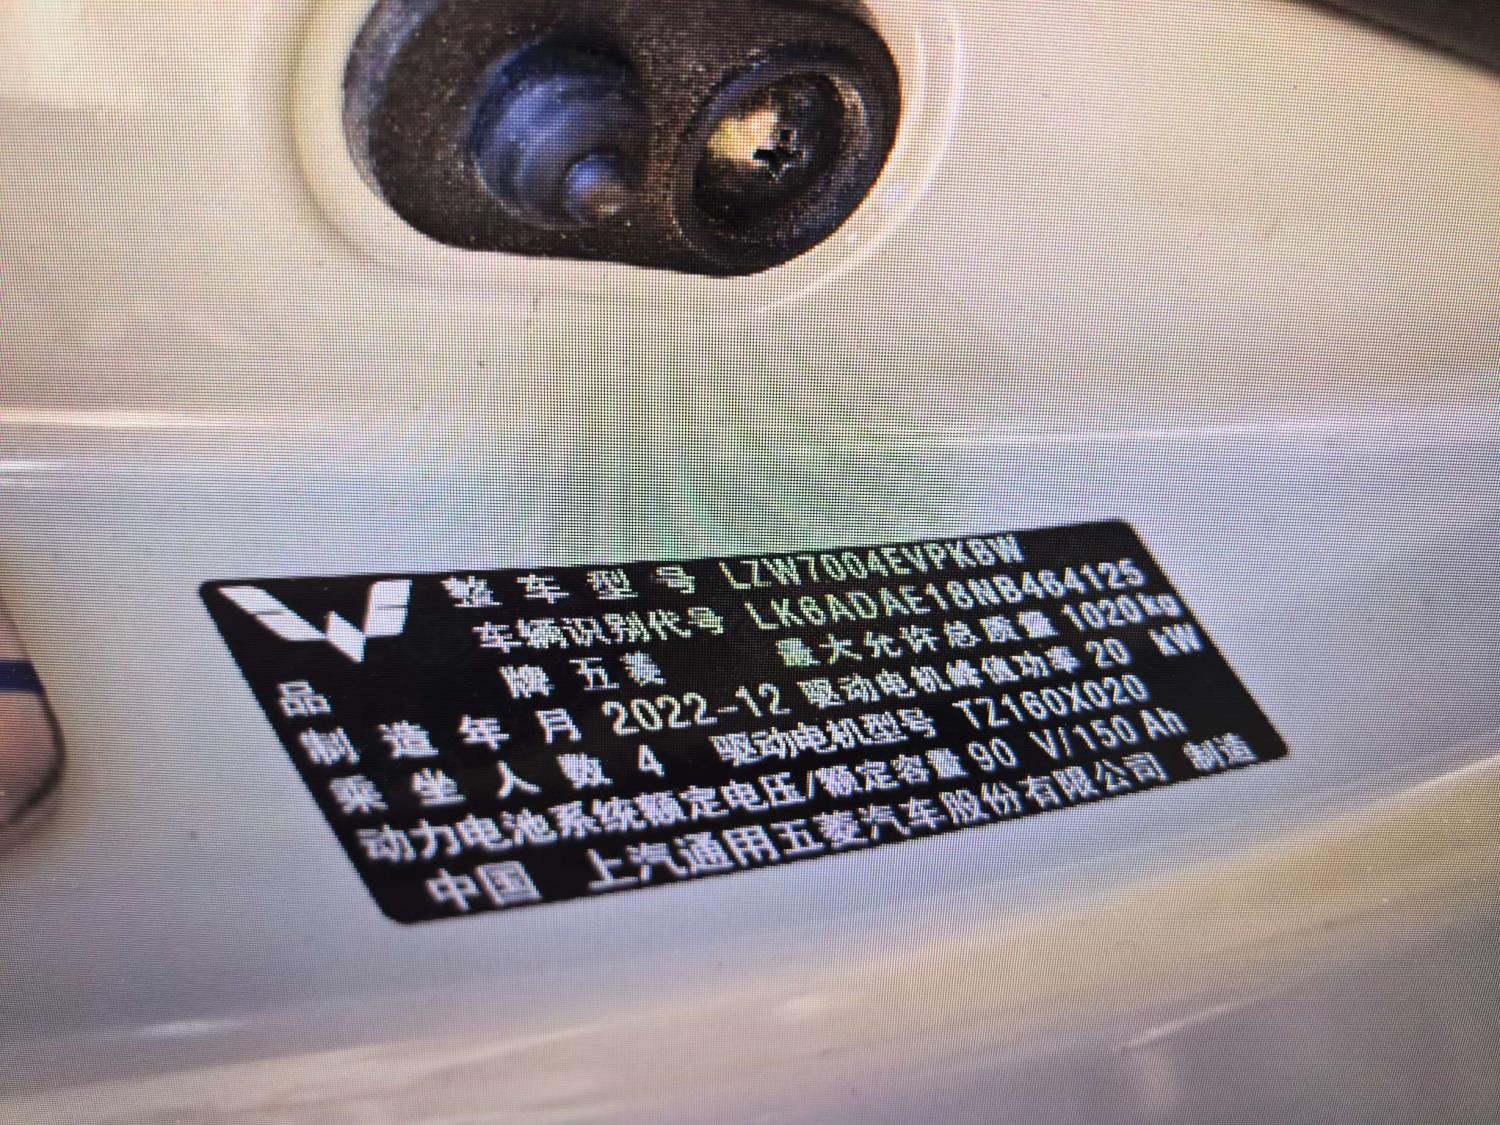 整车型号 LZW7004EVPKBW
车辆识别代号 LK6ADAE18NB464125
品牌 五菱 最大允许总质量 1020kg
制造年月 2022-12 驱动电机峰值功率 20 kW
乘坐人数 4 驱动电机型号 TZ160X020
动力电池系统额定电压/额定容量 90 V/150 Ah
中国 上汽通用五菱汽车股份有限公司 制造